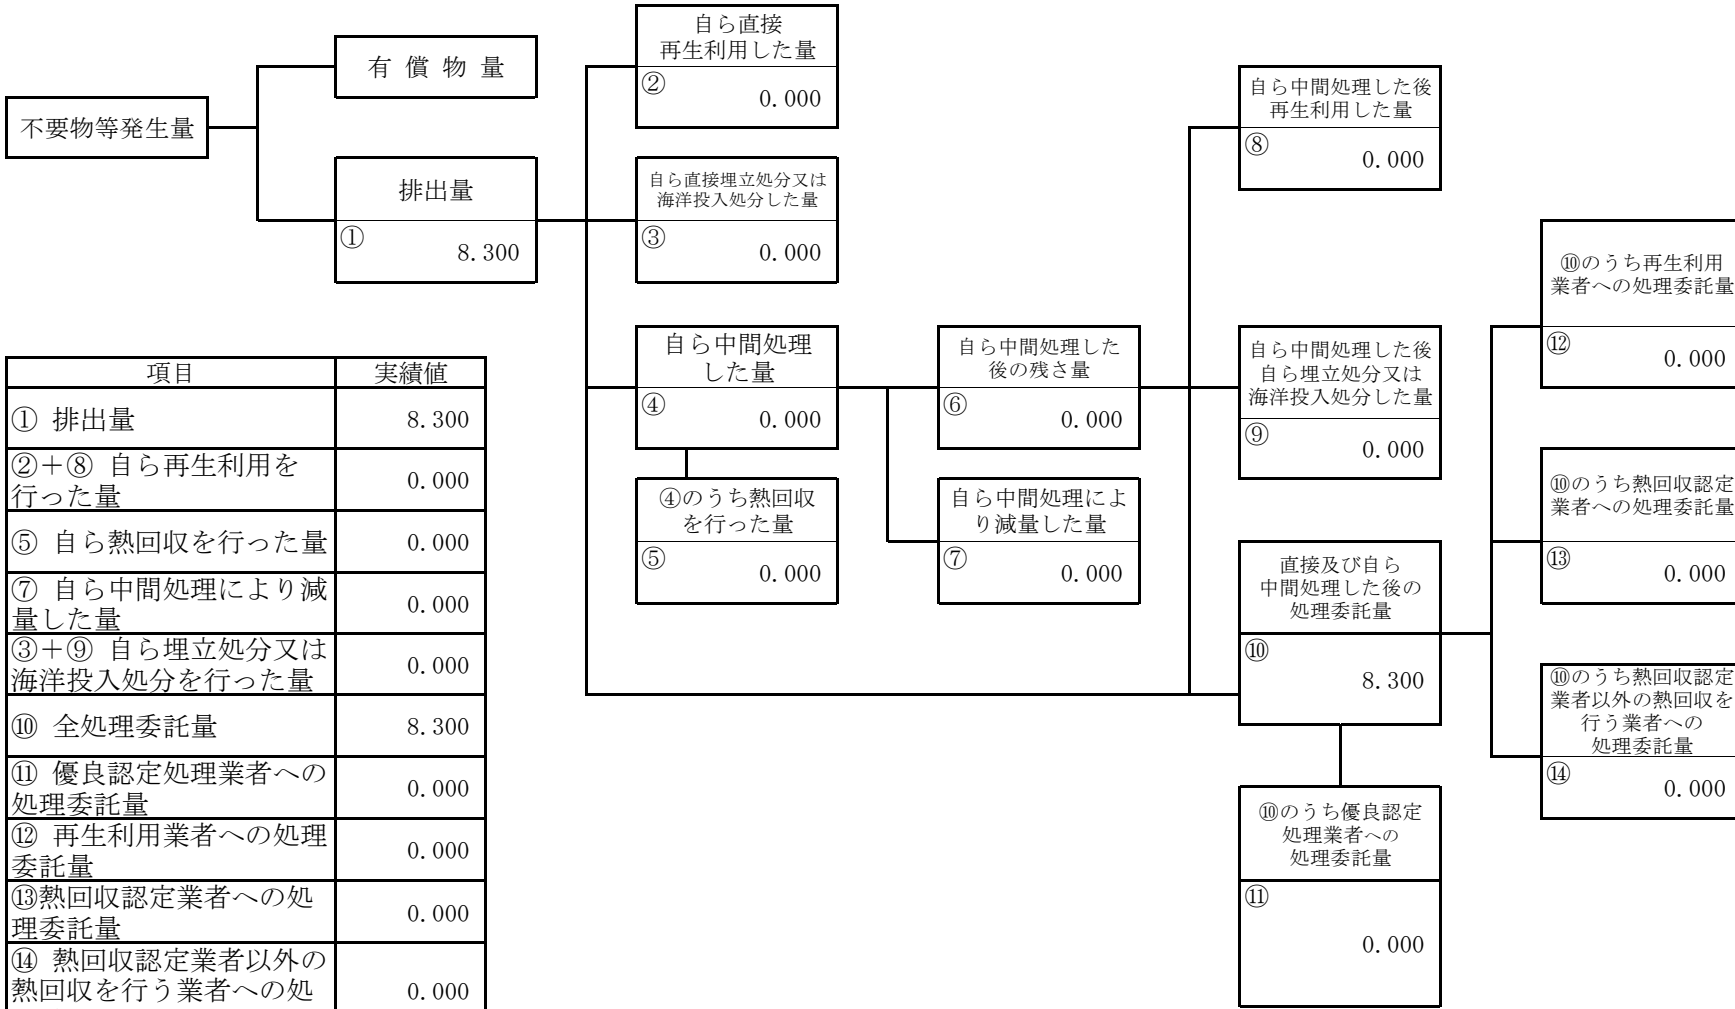 不要物等発生量
有 償 物 量
排出量
①
8.300
自ら直接
再生利用した量
②
0.000
自ら直接埋立処分又は
海洋投入処分した量
③
0.000
自ら中間処理
した量
④
0.000
④のうち熱回収
を行った量
⑤
0.000
自ら中間処理した
後の残さ量
⑥
0.000
自ら中間処理によ
り減量した量
⑦
0.000
自ら中間処理した後
再生利用した量
⑧
0.000
自ら中間処理した後
自ら埋立処分又は
海洋投入処分した量
⑨
0.000
直接及び自ら
中間処理した後の
処理委託量
⑩
8.300
⑩のうち優良認定
処理業者への
処理委託量
⑪
0.000
⑩のうち再生利用
業者への処理委託量
⑫
0.000
⑩のうち熱回収認定
業者への処理委託量
⑬
0.000
⑩のうち熱回収認定
業者以外の熱回収を
行う業者への
処理委託量
⑭
0.000
項目 実績値
① 排出量 8.300
②＋⑧ 自ら再生利用を
行った量 0.000
⑤ 自ら熱回収を行った量 0.000
⑦ 自ら中間処理により減
量した量 0.000
③＋⑨ 自ら埋立処分又は
海洋投入処分を行った量 0.000
⑩ 全処理委託量 8.300
⑪ 優良認定処理業者への
処理委託量 0.000
⑫ 再生利用業者への処理
委託量 0.000
⑬熱回収認定業者への処
理委託量 0.000
⑭ 熱回収認定業者以外の
熱回収を行う業者への処 0.000